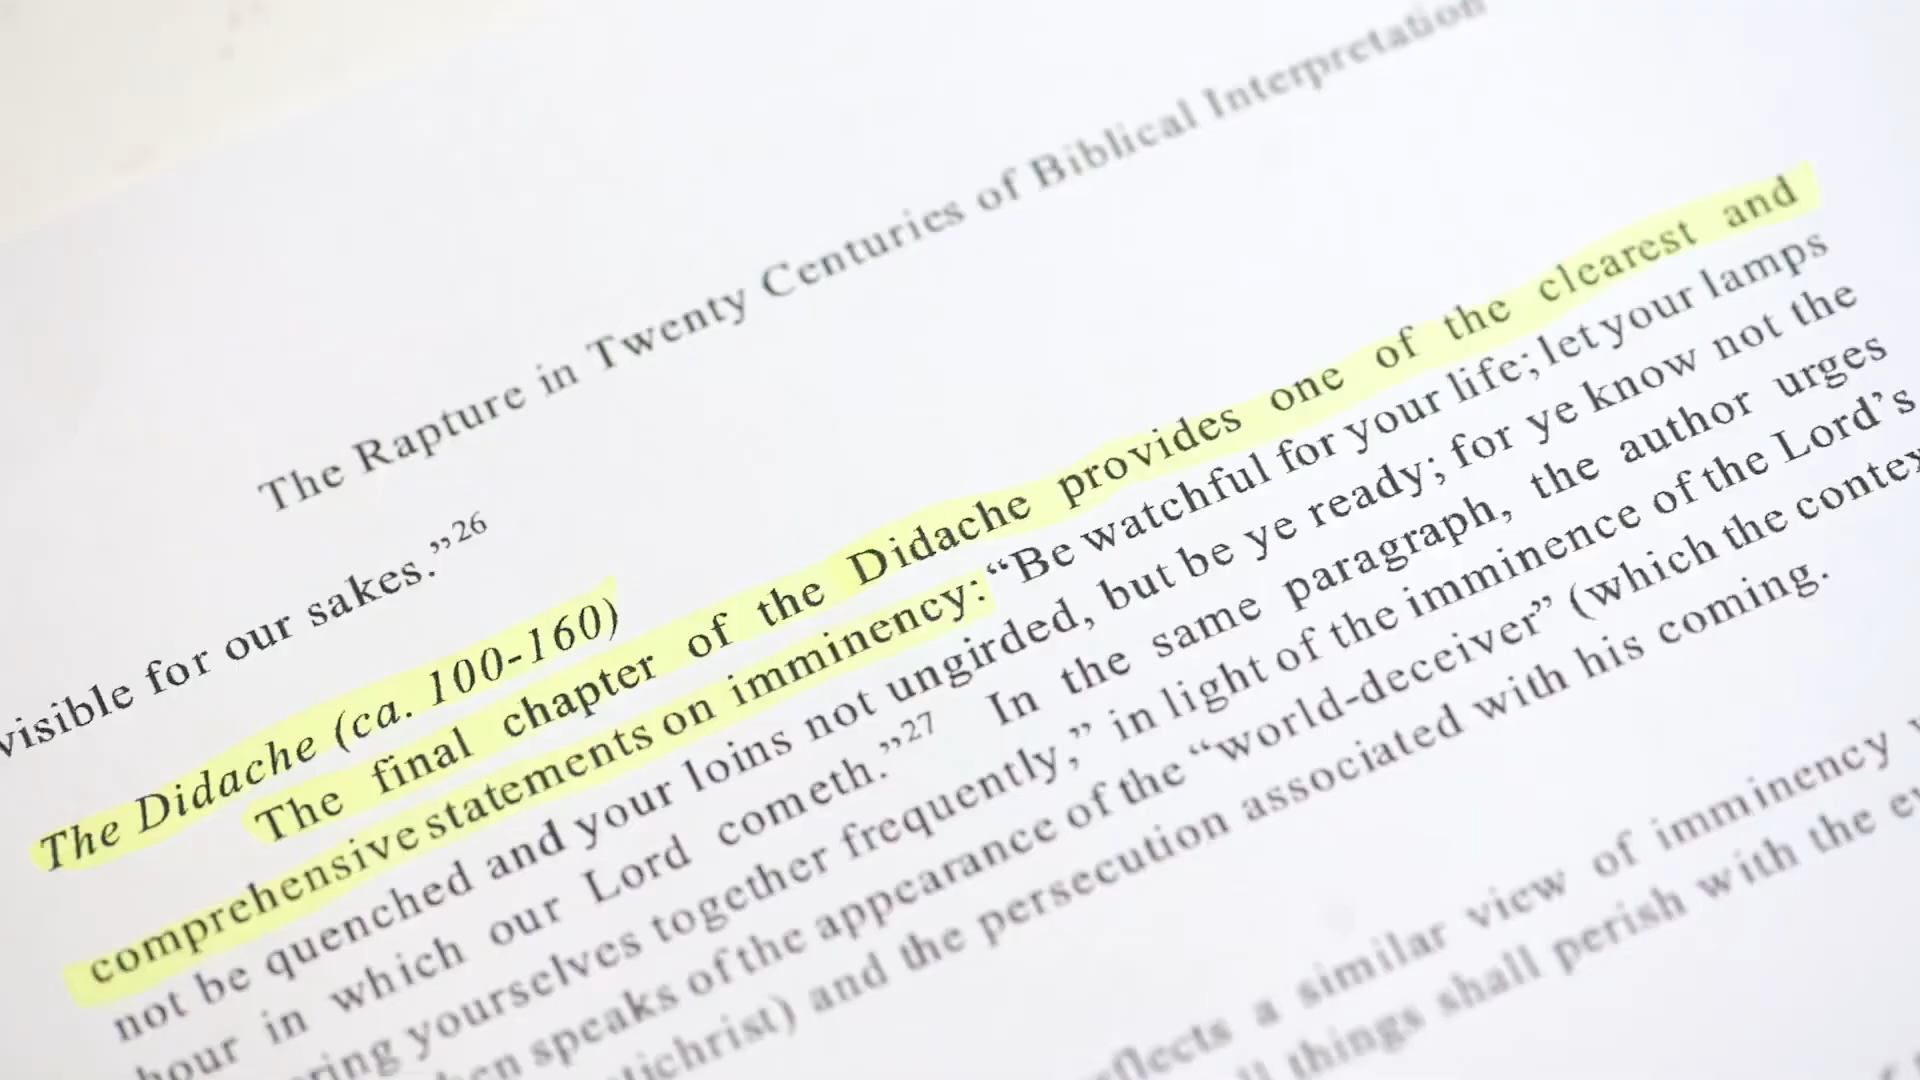 The Rapture in Twenty Centuries of Biblical Interpretation
visible for our sakes.”26
The Didache (ca. 100-160)
The final chapter of the Didache provides one of the clearest and
comprehensive statements on imminency: “Be watchful for your life; let your lamps
not be quenched and your loins not ungirded, but be ye ready; for ye know not the
hour in which our Lord cometh.”27 In the same paragraph, the author urges
ring yourselves together frequently,” in light of the imminence of the Lord’s
en speaks of the appearance of the “world-deceiver” (which the contex
tichrist) and the persecution associated with his coming.
flects a similar view of imminency
ll things shall perish with the